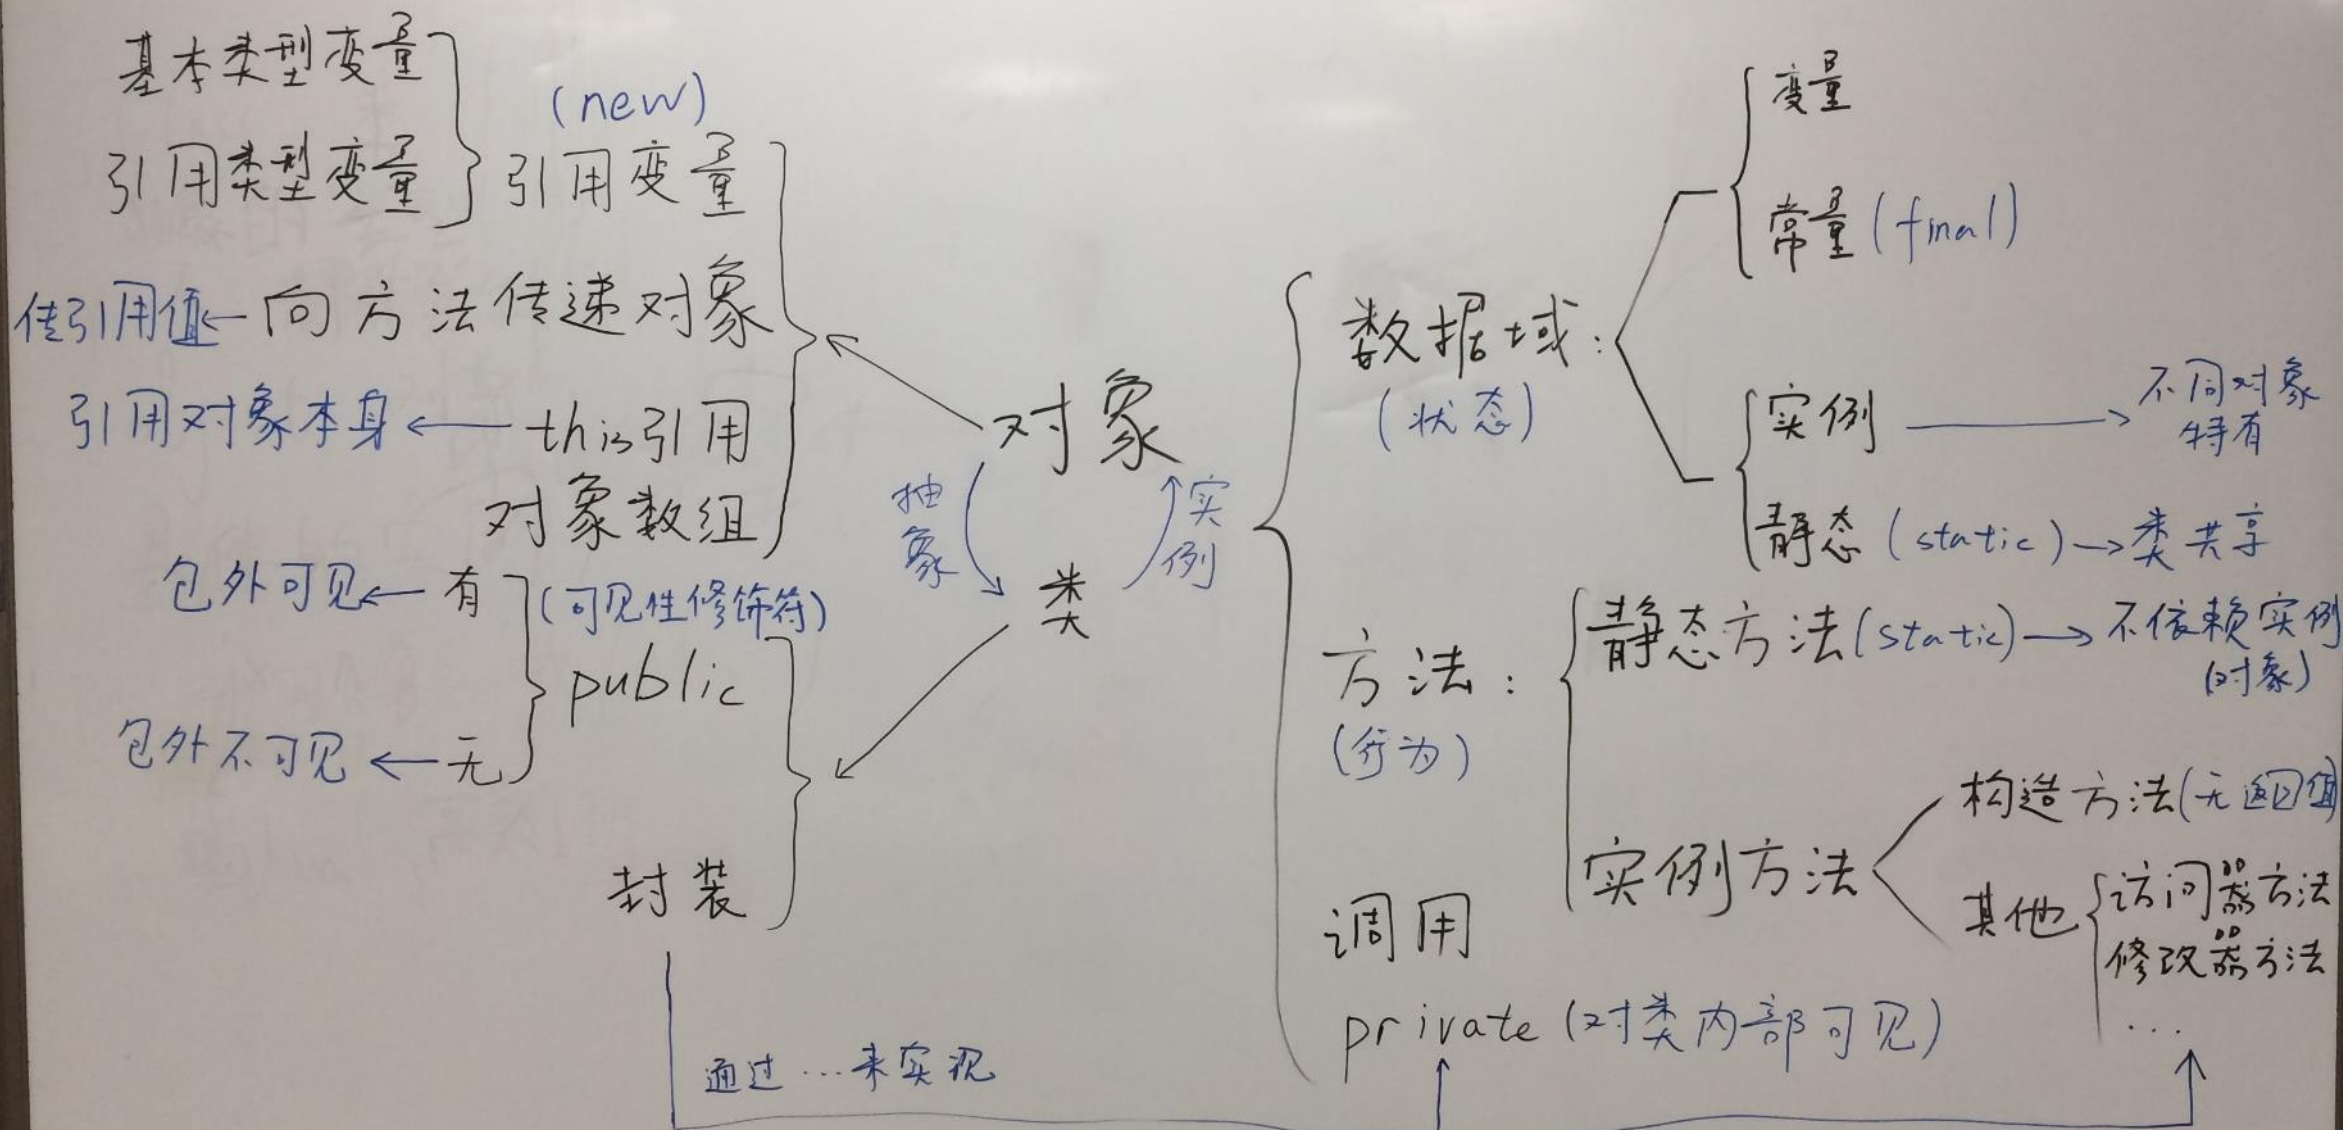 基本类型变量
引用类型变量
(new)
引用变量
传引用值←向方法传递对象
引用对象本身←this引用
对象数组
包外可见←有
(可见性修饰符)
public
包外不可见←无
封装
通过…来实现
对象
抽象
实例
类
数据域:
(状态)
变量
常量(final)
实例→不同对象
特有
静态(static)→类共享
方法:
(行为)
静态方法(static)→不依赖实例
(对象)
实例方法
构造方法(无返回值)
其他
访问器方法
修改器方法
...
调用
private(对类内部可见)